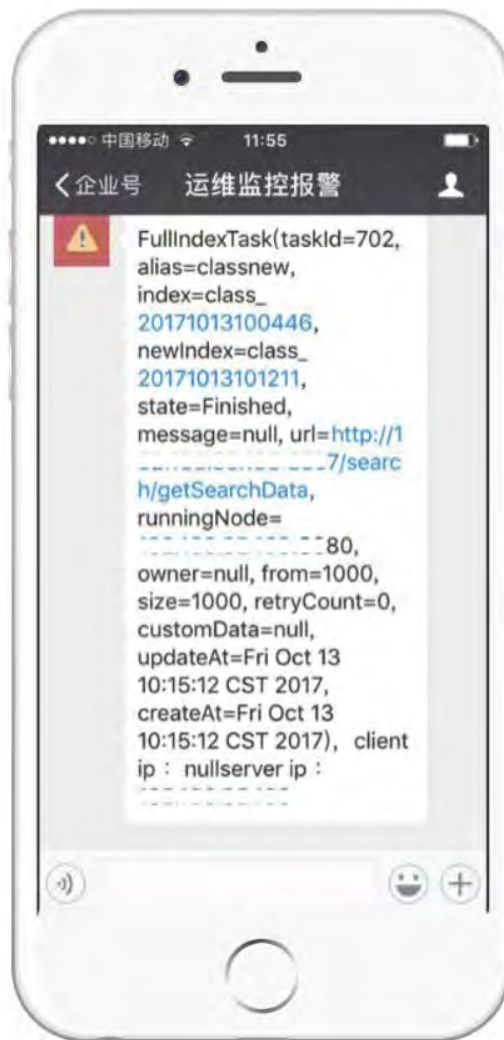 中国移动 11:55
企业号 运维监控报警
FullIndexTask(taskId=702,
alias=classnew,
index=class_
20171013100446,
newIndex=class_
20171013101211,
state=Finished,
message=null, url=http://1
7/searc
h/getSearchData,
runningNode=
80,
owner=null, from=1000,
size=1000, retryCount=0,
customData=null,
updateAt=Fri Oct 13
10:15:12 CST 2017,
createAt=Fri Oct 13
10:15:12 CST 2017)， client
ip： nullserver ip：